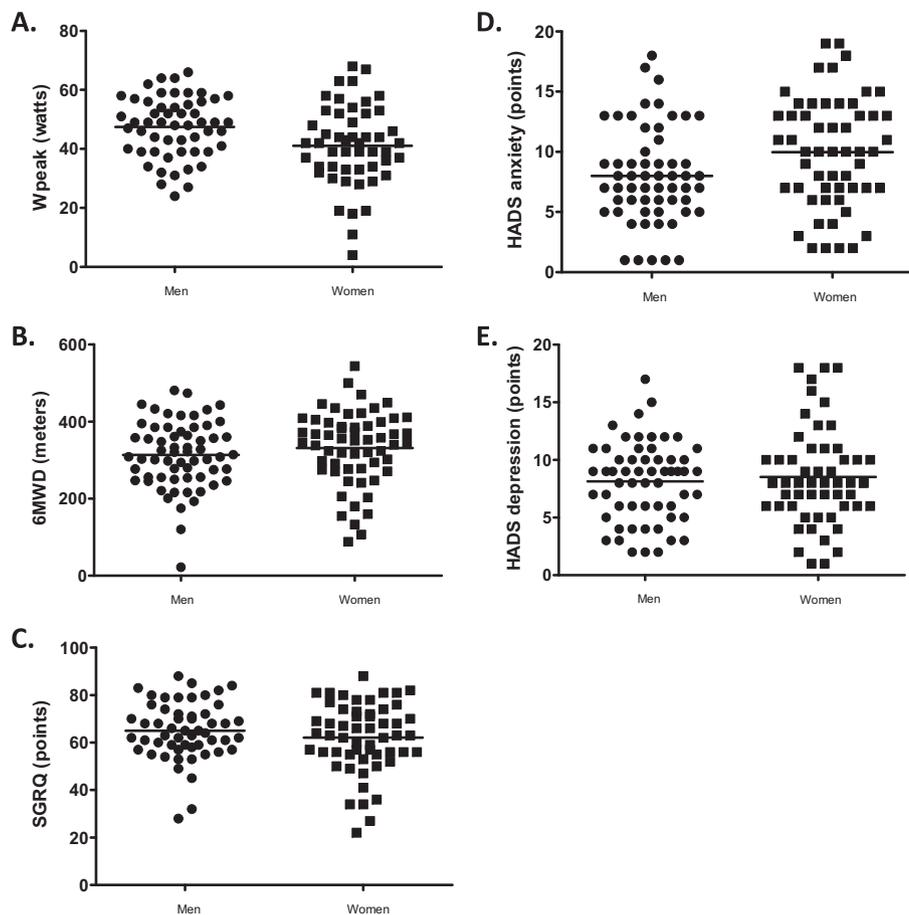 A.
Wpeak (watts)
80
60
40
20
0
Men
Women
B.
6MWD (meters)
600
400
200
0
Men
Women
C.
SGRQ (points)
100
80
60
40
20
0
Men
Women
D.
HADS anxiety (points)
20
15
10
5
0
Men
Women
E.
HADS depression (points)
20
15
10
5
0
Men
Women